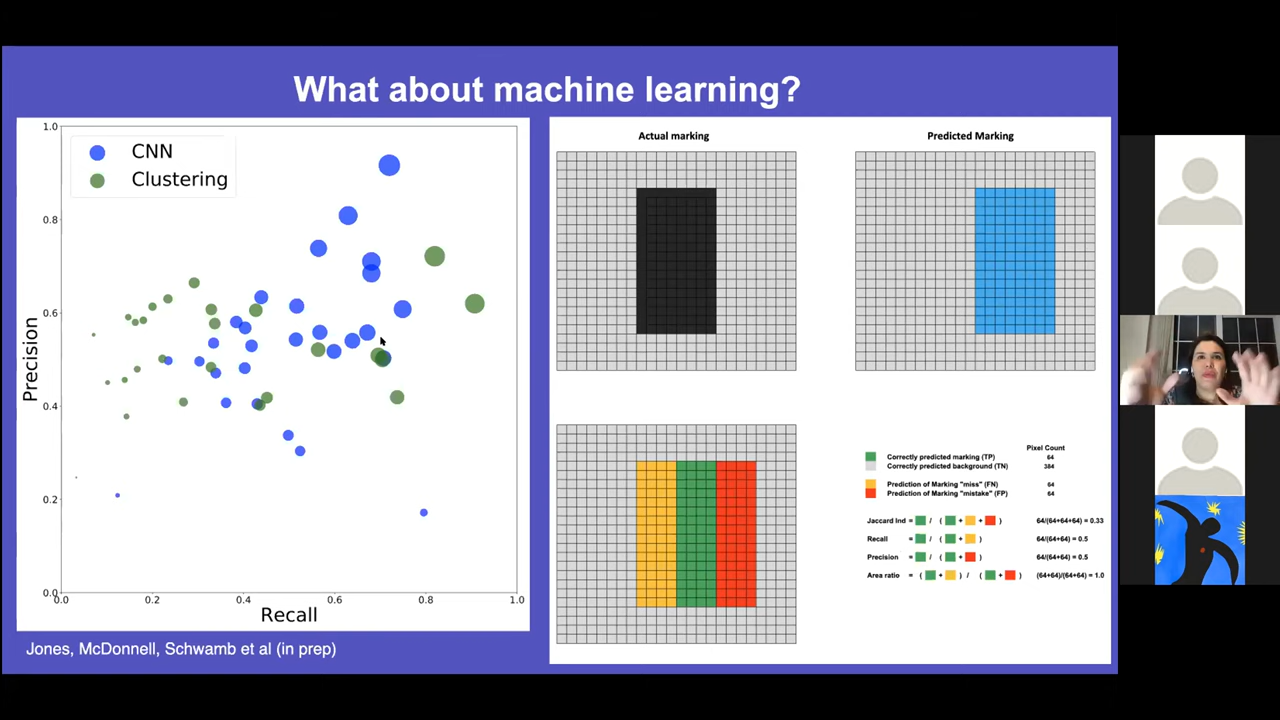 What about machine learning?
CNN
Clustering
1.0
0.8
0.6
0.4
0.2
0.0
0.0 0.2 0.4 0.6 0.8 1.0
Precision
Recall
Jones, McDonnell, Schwamb et al (in prep)
Actual marking
Predicted Marking
Pixel Count
Correctly predicted marking (TP) 64
Correctly predicted background (TN) 384
Prediction of Marking "miss" (FN) 64
Prediction of Marking "mistake" (FP) 64
Jaccard Ind = / ( + + ) 64/(64+64+64) = 0.33
Recall = / ( + ) 64/(64+64) = 0.5
Precision = / ( + ) 64/(64+64) = 0.5
Area ratio = ( + ) / ( + ) (64+64)/(64+64) = 1.0